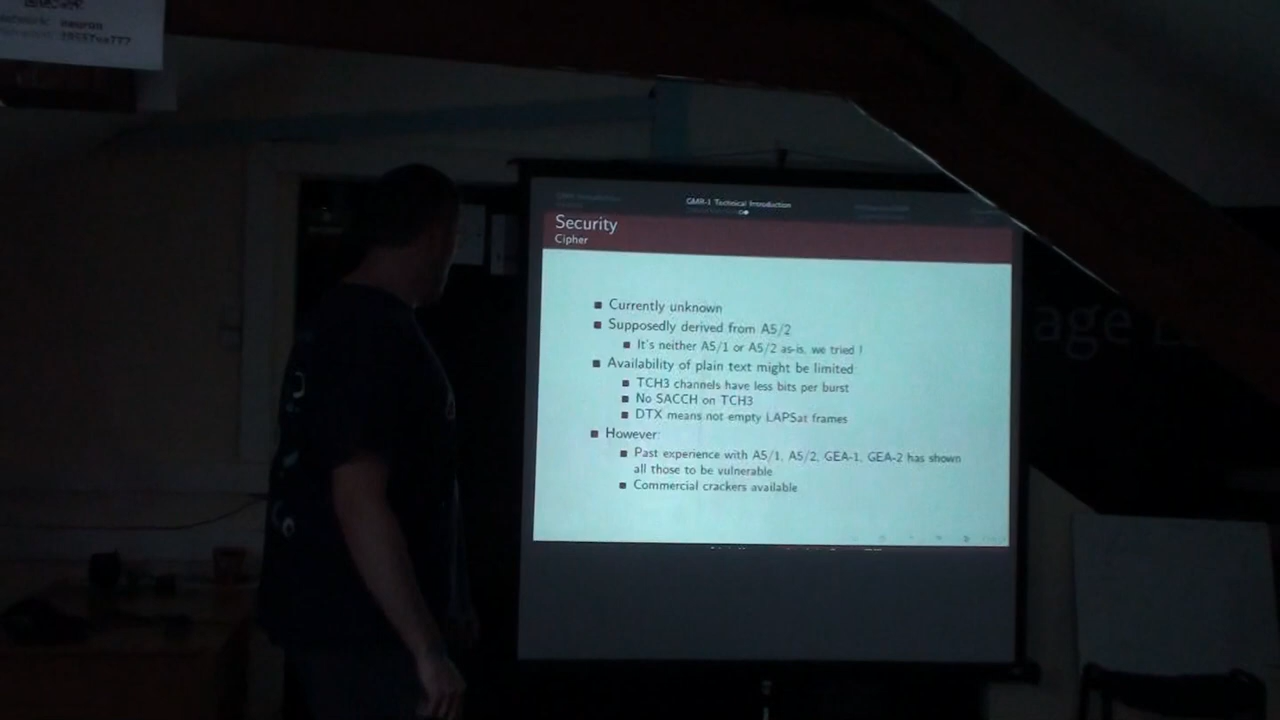 neuron
GMR-1 Technical Introduction
Security
Cipher
Currently unknown
Supposedly derived from A5/2
It's neither A5/1 or A5/2 as-is, we tried !
Availability of plain text might be limited
TCH3 channels have less bits per burst
No SACCH on TCH3
DTX means not empty LAPSat frames
However:
Past experience with A5/1, A5/2, GEA-1, GEA-2 has shown
all those to be vulnerable
Commercial crackers available
age